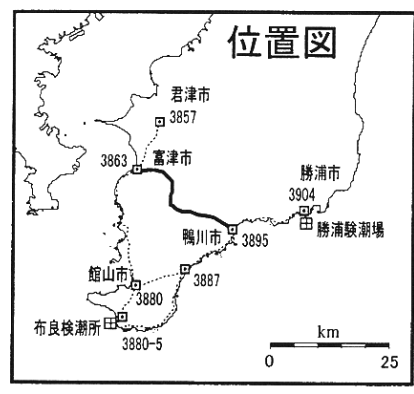 位置図
君津市
3857
3863
富津市
勝浦市
3904
勝浦験潮場
鴨川市
3895
館山市
3887
3880
布良検潮所
3880-5
km
0
25